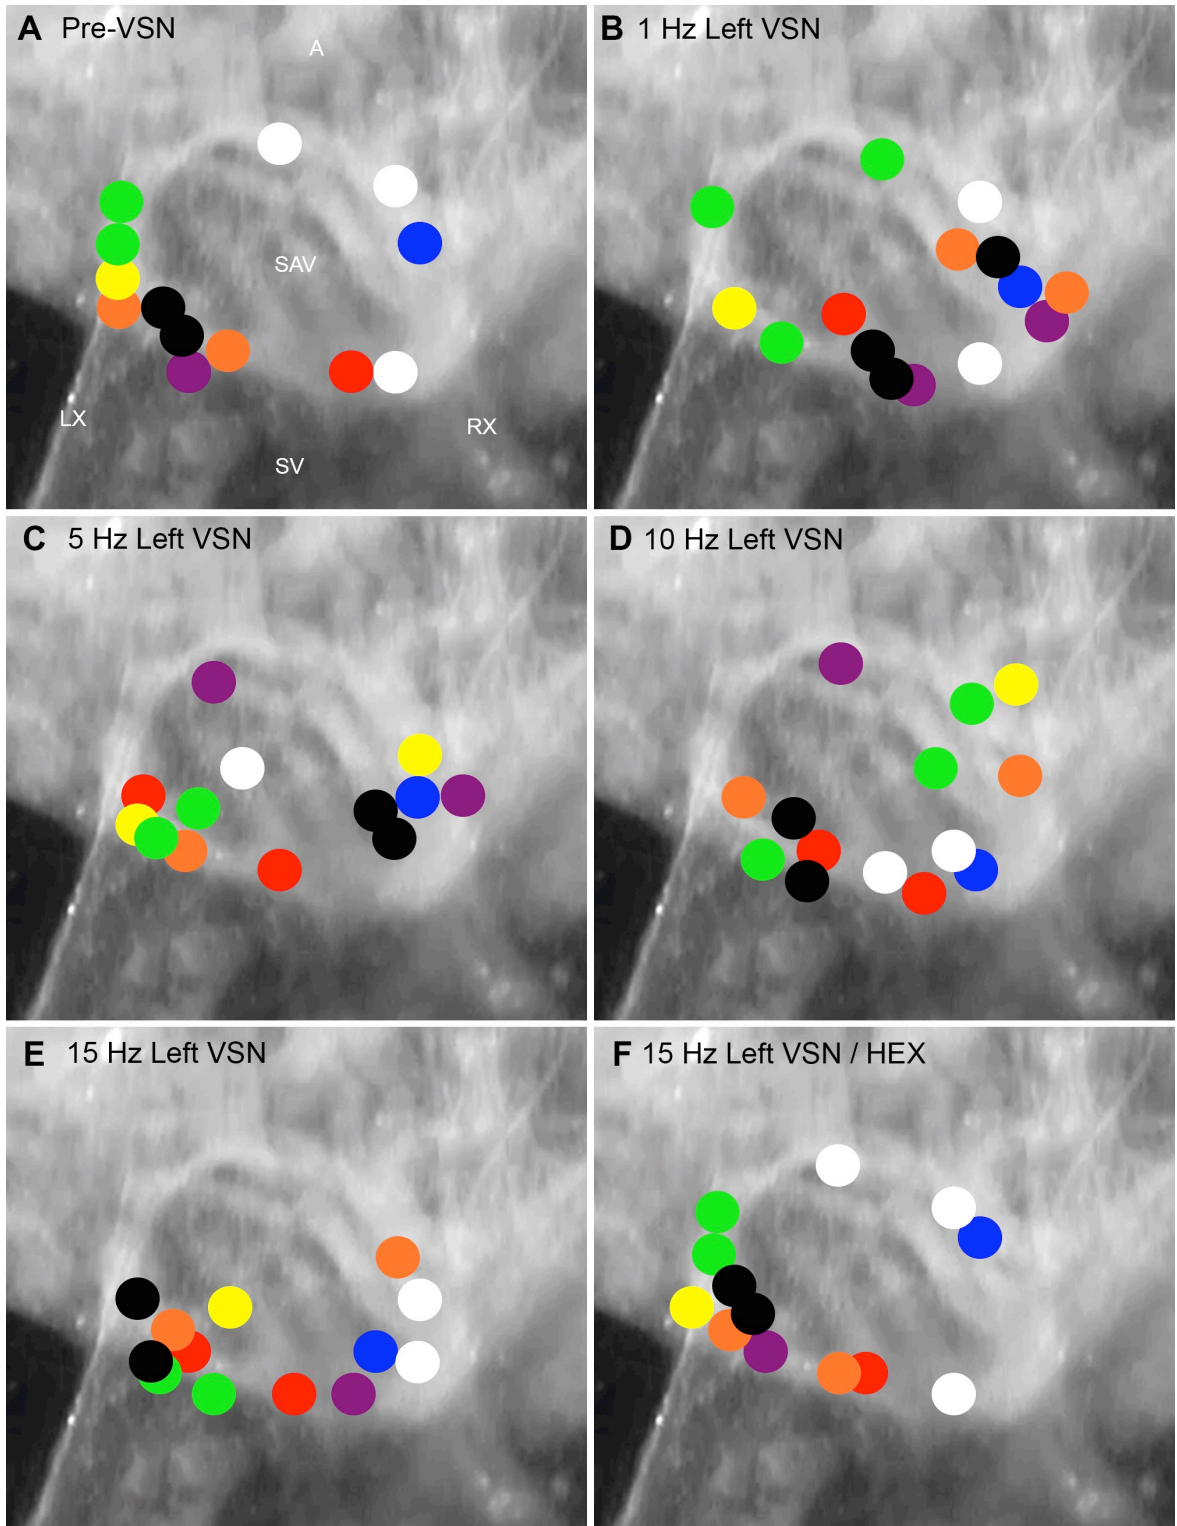 A Pre-VSN
A
SAV
LX
RX
SV
B 1 Hz Left VSN
C 5 Hz Left VSN
D 10 Hz Left VSN
E 15 Hz Left VSN
F 15 Hz Left VSN / HEX